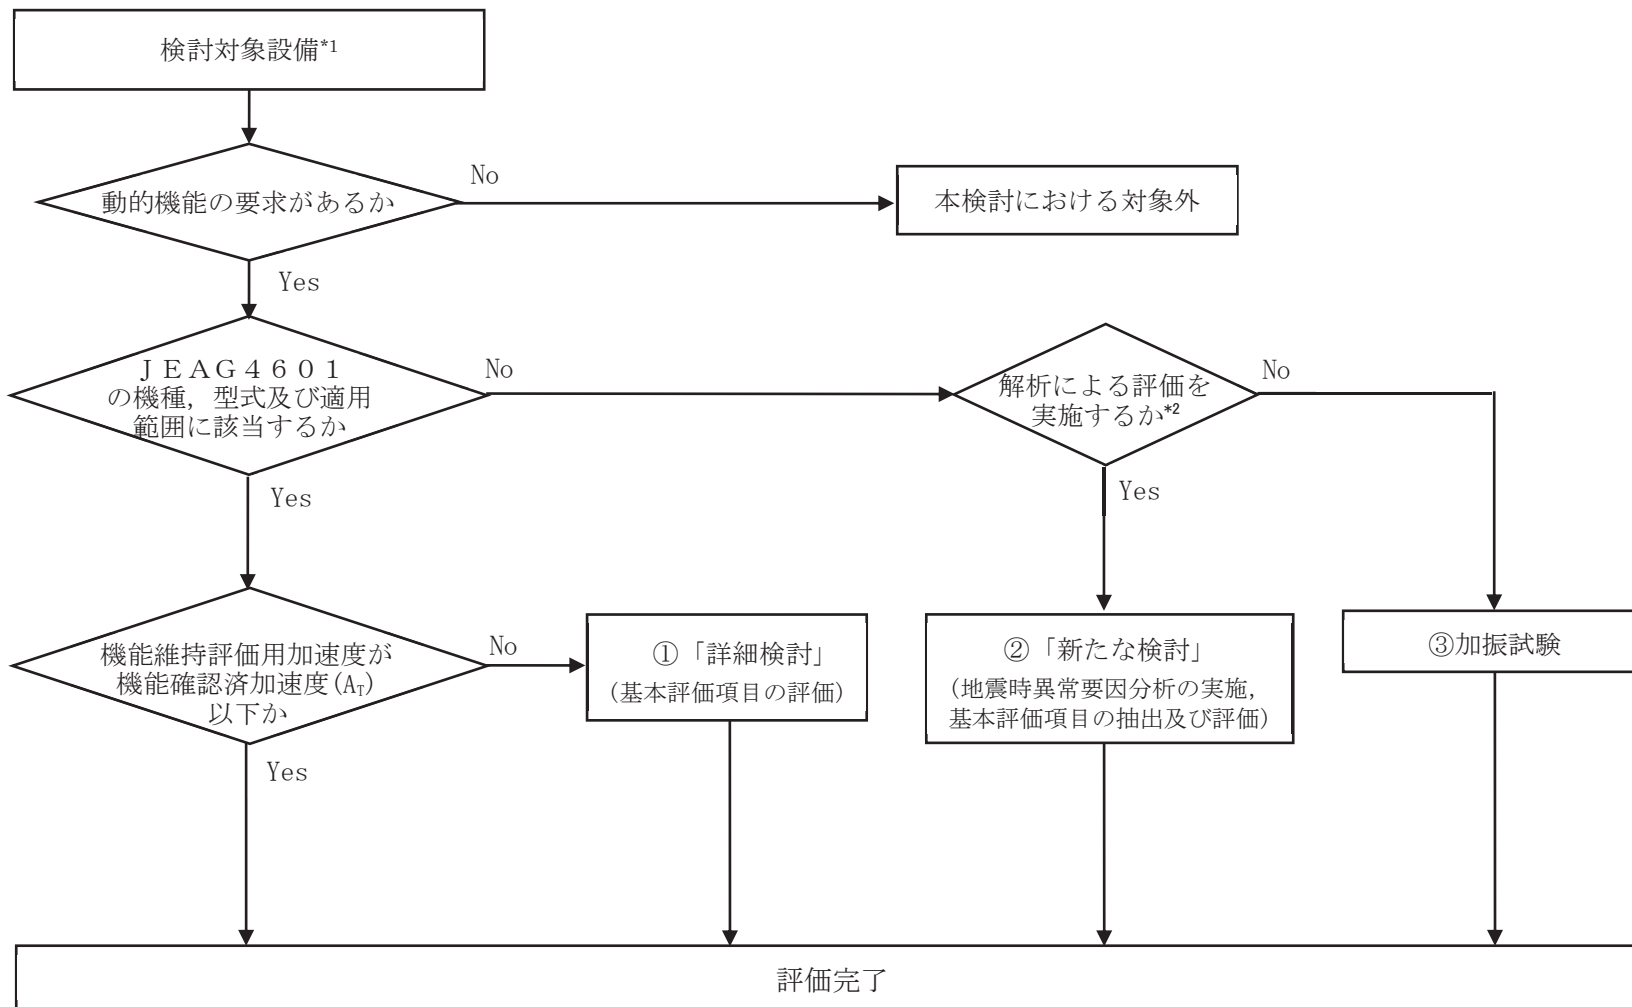 検討対象設備*1
動的機能の要求があるか
No
本検討における対象外
Yes
ＪＥＡＧ４６０１
の機種，型式及び適用
範囲に該当するか
No
解析による評価を
実施するか*2
No
Yes
Yes
機能維持評価用加速度が
機能確認済加速度(AT)
以下か
No
①「詳細検討」
（基本評価項目の評価）
②「新たな検討」
（地震時異常要因分析の実施，
基本評価項目の抽出及び評価）
③加振試験
Yes
評価完了